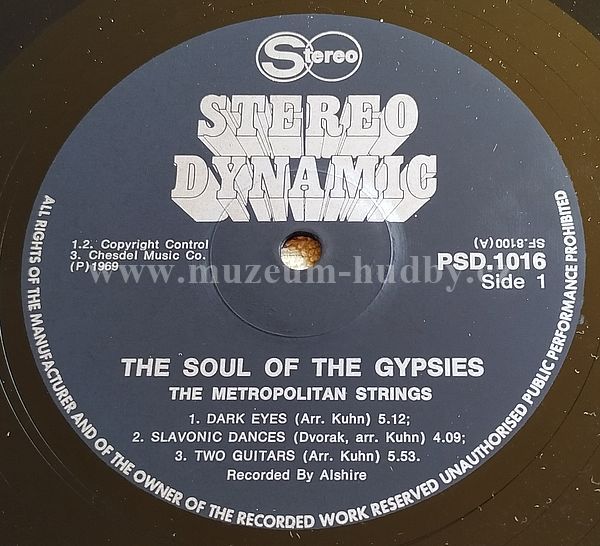 Stereo
STEREO
DYNAMIC
1.2. Copyright Control
3. Chesdel Music Co.
(P)1969
SF.8100 (A)
PSD.1016
Side 1
www.muzeum-hudby.
THE SOUL OF THE GYPSIES
THE METROPOLITAN STRINGS
1. DARK EYES (Arr. Kuhn) 5.12;
2. SLAVONIC DANCES (Dvorak, arr. Kuhn) 4.09;
3. TWO GUITARS (Arr. Kuhn) 5.53.
Recorded By Alshire
ALL RIGHTS OF THE MANUFACTURER AND OF THE OWNER OF THE RECORDED WORK RESERVED UNAUTHORISED PUBLIC PERFORMANCE PROHIBITED